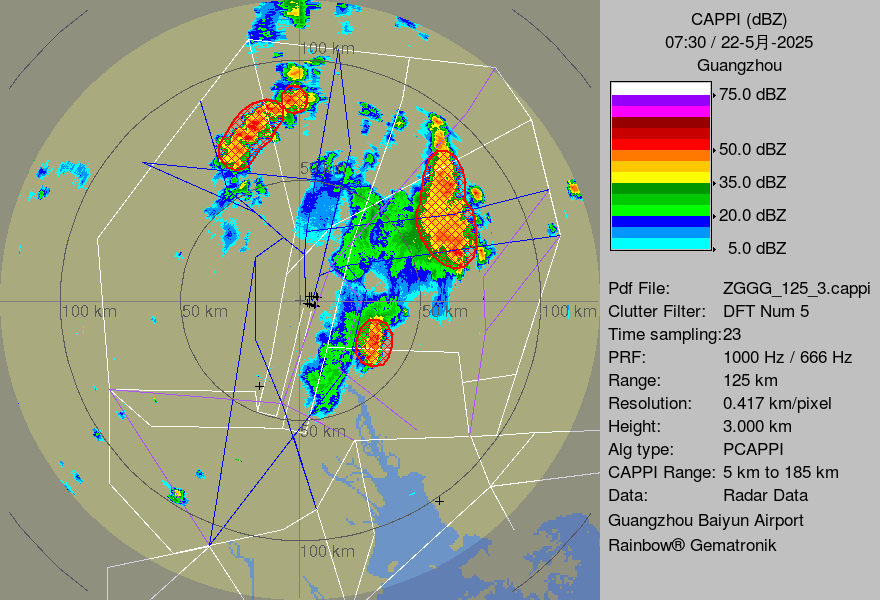 CAPPI (dBZ)
07:30 / 22-5月-2025
Guangzhou
75.0 dBZ
50.0 dBZ
35.0 dBZ
20.0 dBZ
5.0 dBZ
Pdf File: ZGGG_125_3.cappi
Clutter Filter: DFT Num 5
Time sampling:23
PRF: 1000 Hz / 666 Hz
Range: 125 km
Resolution: 0.417 km/pixel
Height: 3.000 km
Alg type: PCAPPI
CAPPI Range: 5 km to 185 km
Data: Radar Data
Guangzhou Baiyun Airport
Rainbow® Gematronik
100 km
100 km
50 km
50 km
100 km
50 km
100 km